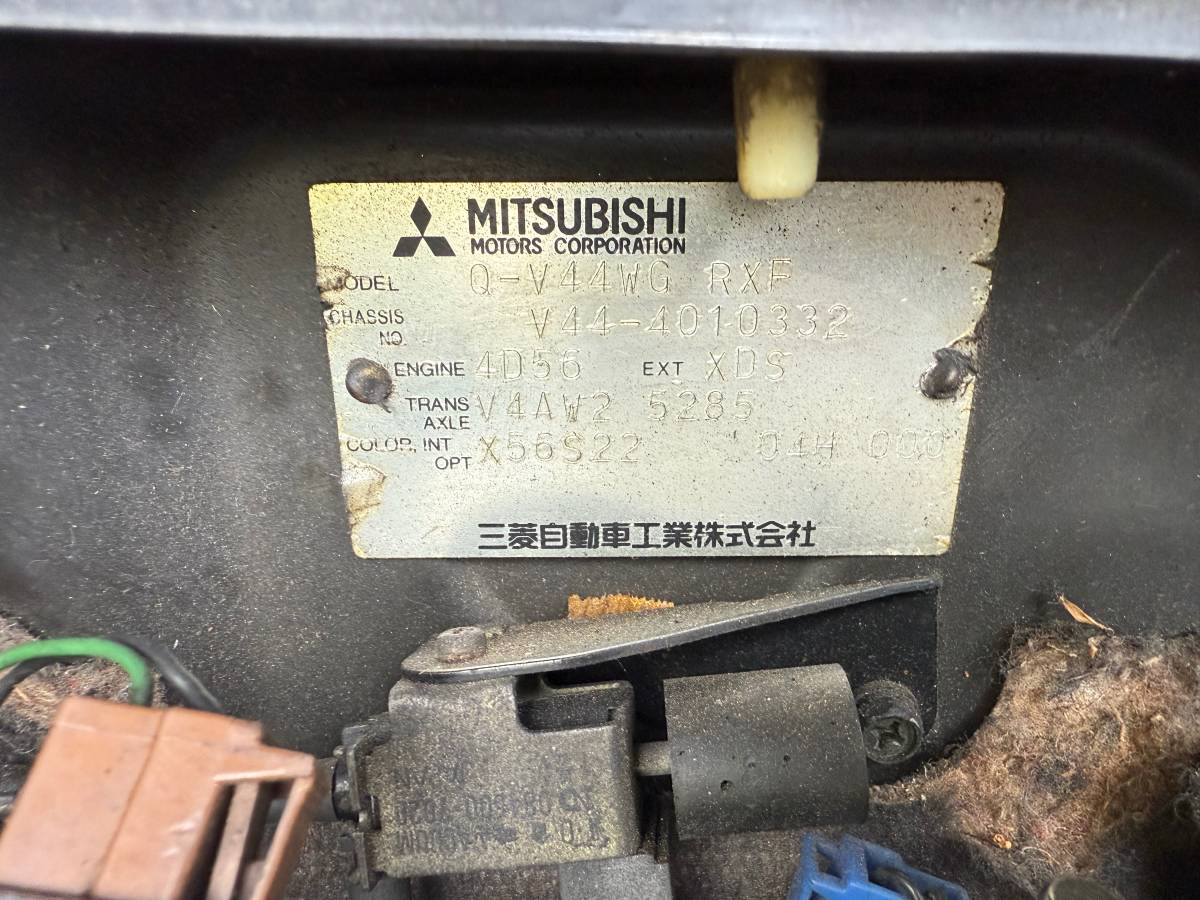 MITSUBISHI
MOTORS CORPORATION
MODEL Q-V44WG RXF
CHASSIS NO. V44-4010332
ENGINE 4D56 EXT XDS
TRANS AXLE V4AW2 5285
COLOR, INT OPT X56S22 04H 000
三菱自動車工業株式会社